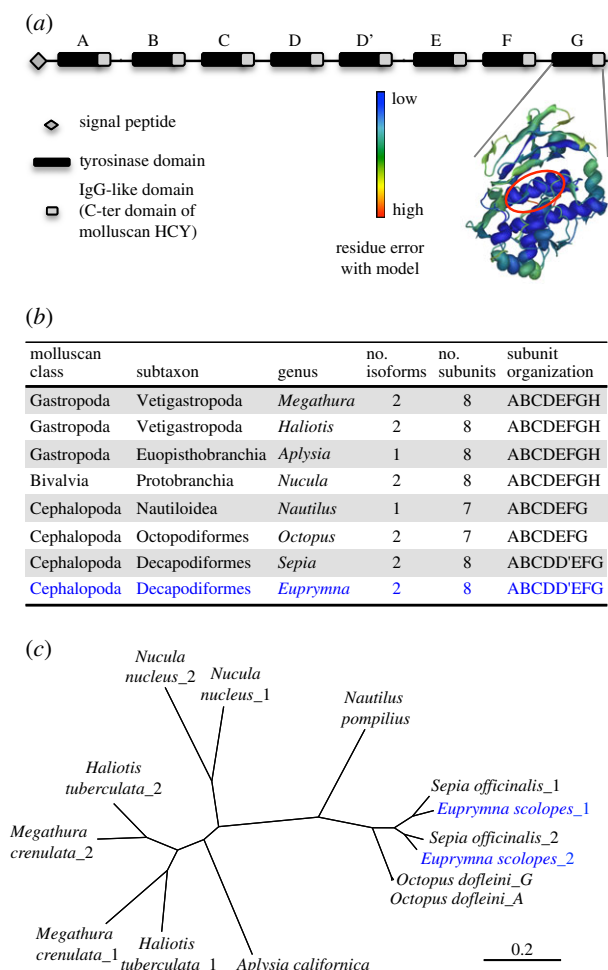 (a)
A B C D D’ E F G
signal peptide
tyrosinase domain
IgG-like domain
(C-ter domain of
molluscan HCY)
low
high
residue error
with model
(b)
molluscan class subtaxon genus no. isoforms no. subunits subunit organization
Gastropoda Vetigastropoda Megathura 2 8 ABCDEFGH
Gastropoda Vetigastropoda Haliotis 2 8 ABCDEFGH
Gastropoda Euopisthobranchia Aplysia 1 8 ABCDEFGH
Bivalvia Protobranchia Nucula 2 8 ABCDEFGH
Cephalopoda Nautiloidea Nautilus 1 7 ABCDEFG
Cephalopoda Octopodiformes Octopus 2 7 ABCDEFG
Cephalopoda Decapodiformes Sepia 2 8 ABCDD'EFG
Cephalopoda Decapodiformes Euprymna 2 8 ABCDD'EFG
(c)
Nucula
nucleus_2
Nucula
nucleus_1
Nautilus
pompilius
Haliotis
tuberculata_2
Sepia officinalis_1
Euprymna scolopes_1
Megathura
crenulata_2
Sepia officinalis_2
Euprymna scolopes_2
Octopus dofleini_G
Octopus dofleini_A
Megathura
crenulata_1
Haliotis
tuberculata_1
Aplysia californica
0.2